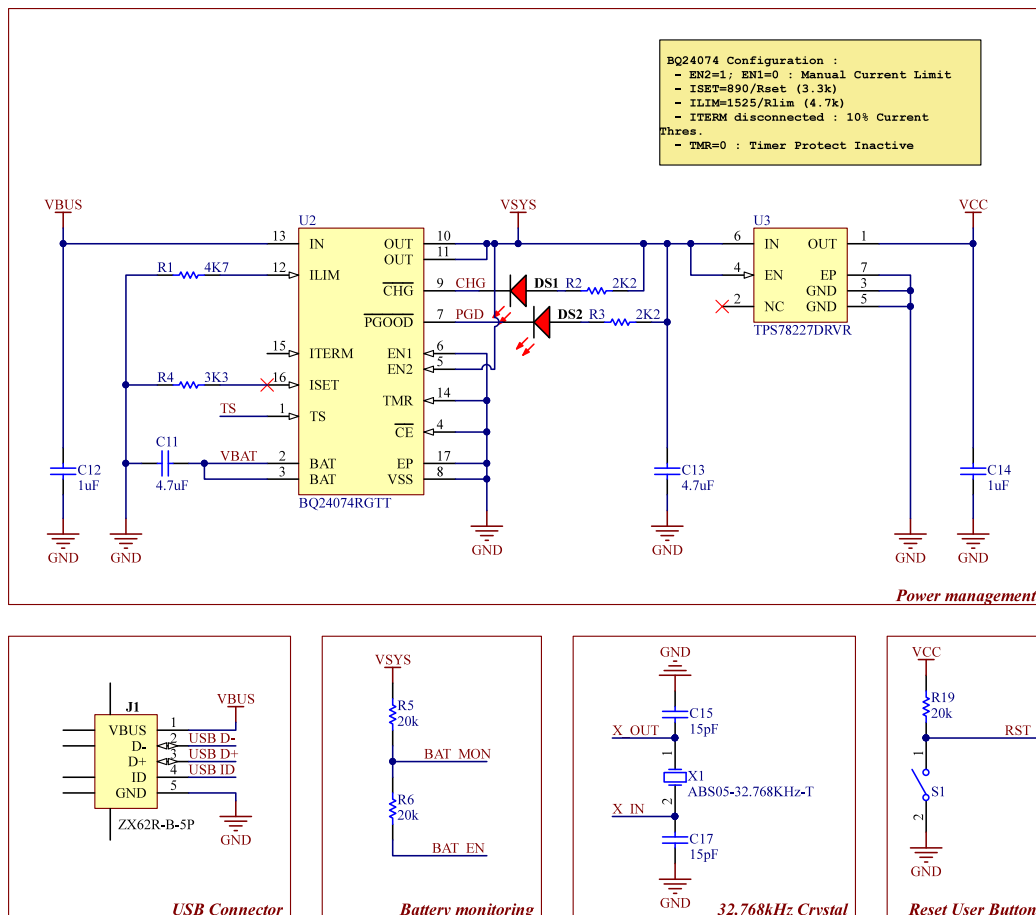 BQ24074 Configuration :
- EN2=1; EN1=0 : Manual Current Limit
- ISET=890/Rset (3.3k)
- ILIM=1525/Rlim (4.7k)
- ITERM disconnected : 10% Current
Thres.
- TMR=0 : Timer Protect Inactive
VBUS
VSYS
VCC
U2
U3
13 IN
OUT 10
OUT 11
6 IN
OUT 1
R1 4K7 12 ILIM
CHG 9 CHG DS1 R2 2K2
4 EN
EP 7
GND 3
2 NC
GND 5
PGOOD 7 PGD DS2 R3 2K2
TPS78227DRVR
15 ITERM
EN1 6
EN2 5
R4 3K3 16 ISET
TMR 14
TS 1 TS
CE 4
C11
4.7uF
VBAT 2 BAT
3 BAT
EP 17
VSS 8
BQ24074RGTT
C12
1uF
C13
4.7uF
C14
1uF
GND
GND
GND
GND
GND
GND
Power management
J1
VBUS
VBUS 1
D- 2 USB D-
D+ 3 USB D+
ID 4 USB ID
GND 5
ZX62R-B-5P
GND
USB Connector
VSYS
R5
20k
BAT MON
R6
20k
BAT EN
Battery monitoring
GND
C15
15pF
X OUT
1
X1
ABS05-32.768KHz-T
2
X IN
C17
15pF
GND
32.768kHz Crystal
VCC
R19
20k
RST
1
S1
2
GND
Reset User Button